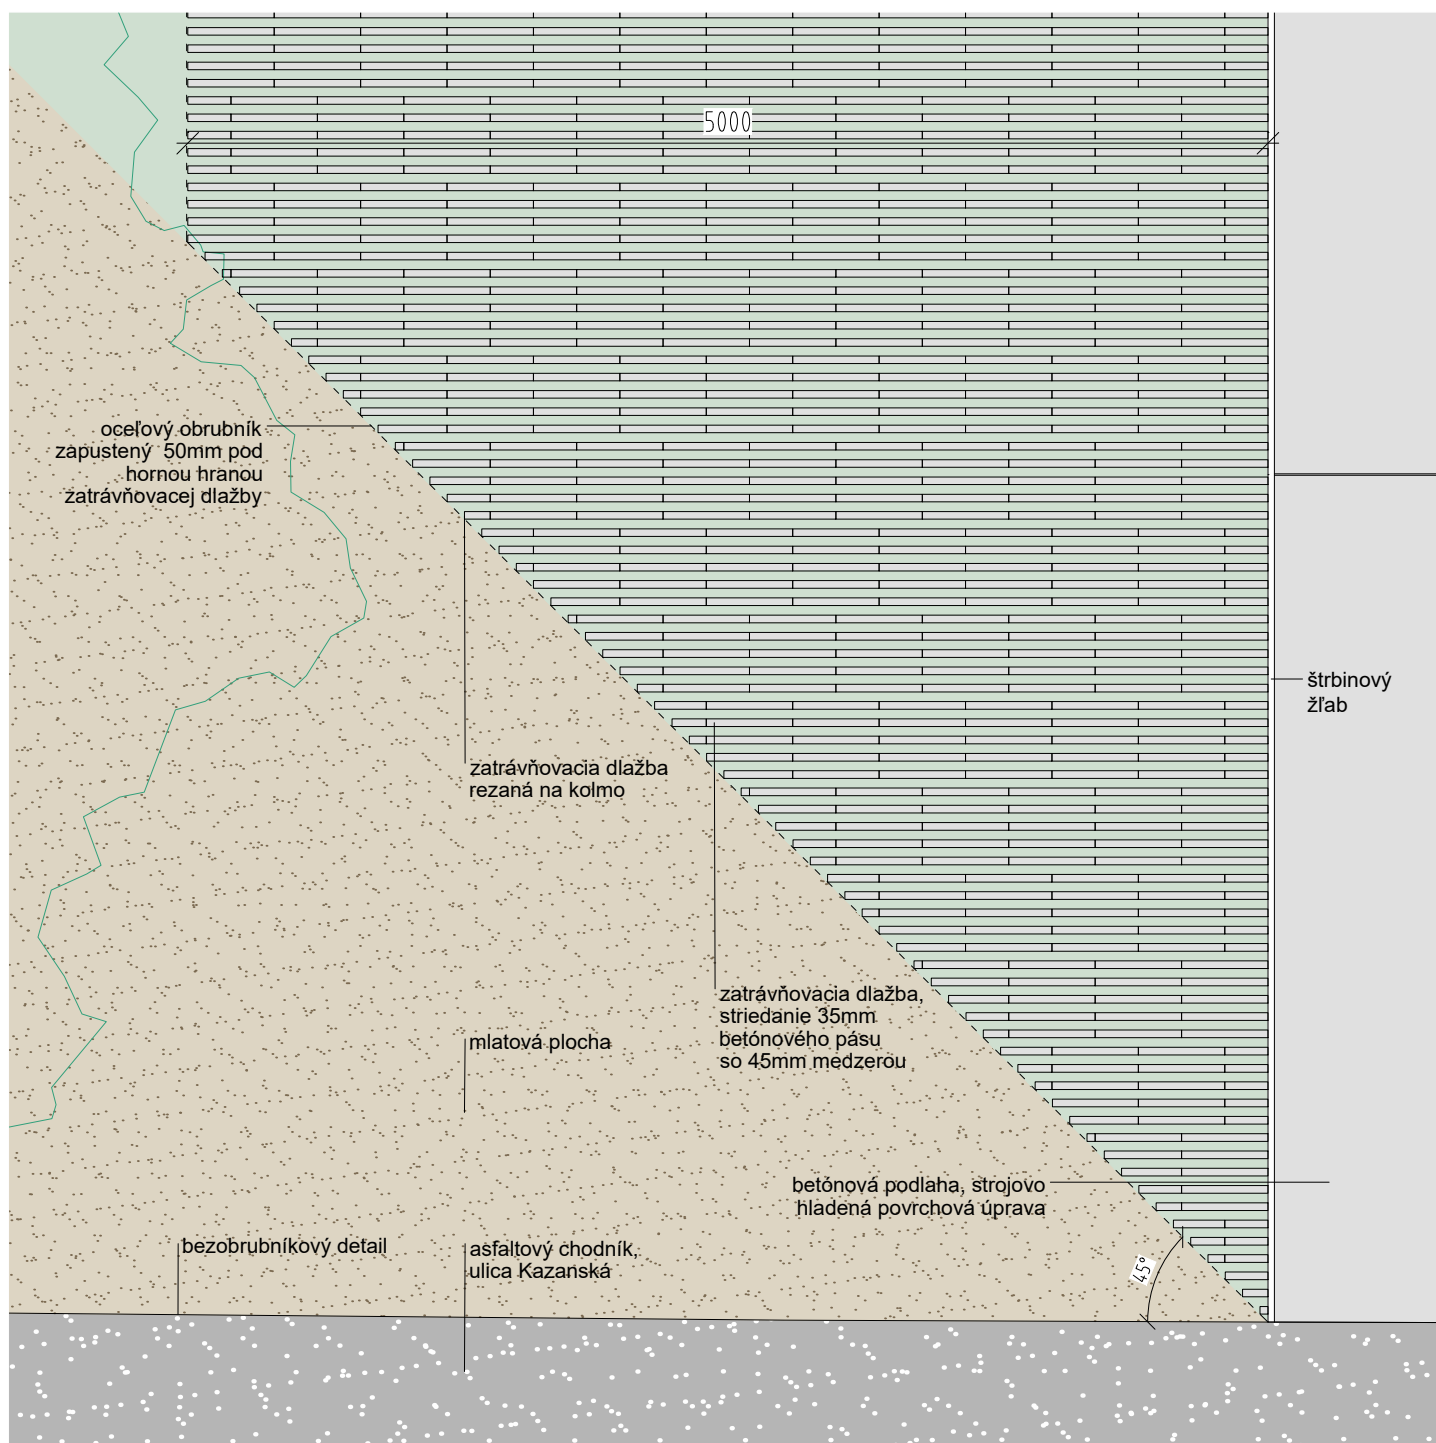 5000
oceľový obrubník
zapustený 50mm pod
hornou hranou
zatrávňovacej dlažby
štrbinový
žľab
zatrávňovacia dlažba
rezaná na kolmo
zatrávňovacia dlažba,
striedanie 35mm
betónového pásu
so 45mm medzerou
mlatová plocha
betónová podlaha, strojovo
hladená povrchová úprava
bezobrubníkový detail
asfaltový chodník,
ulica Kazanská
45°